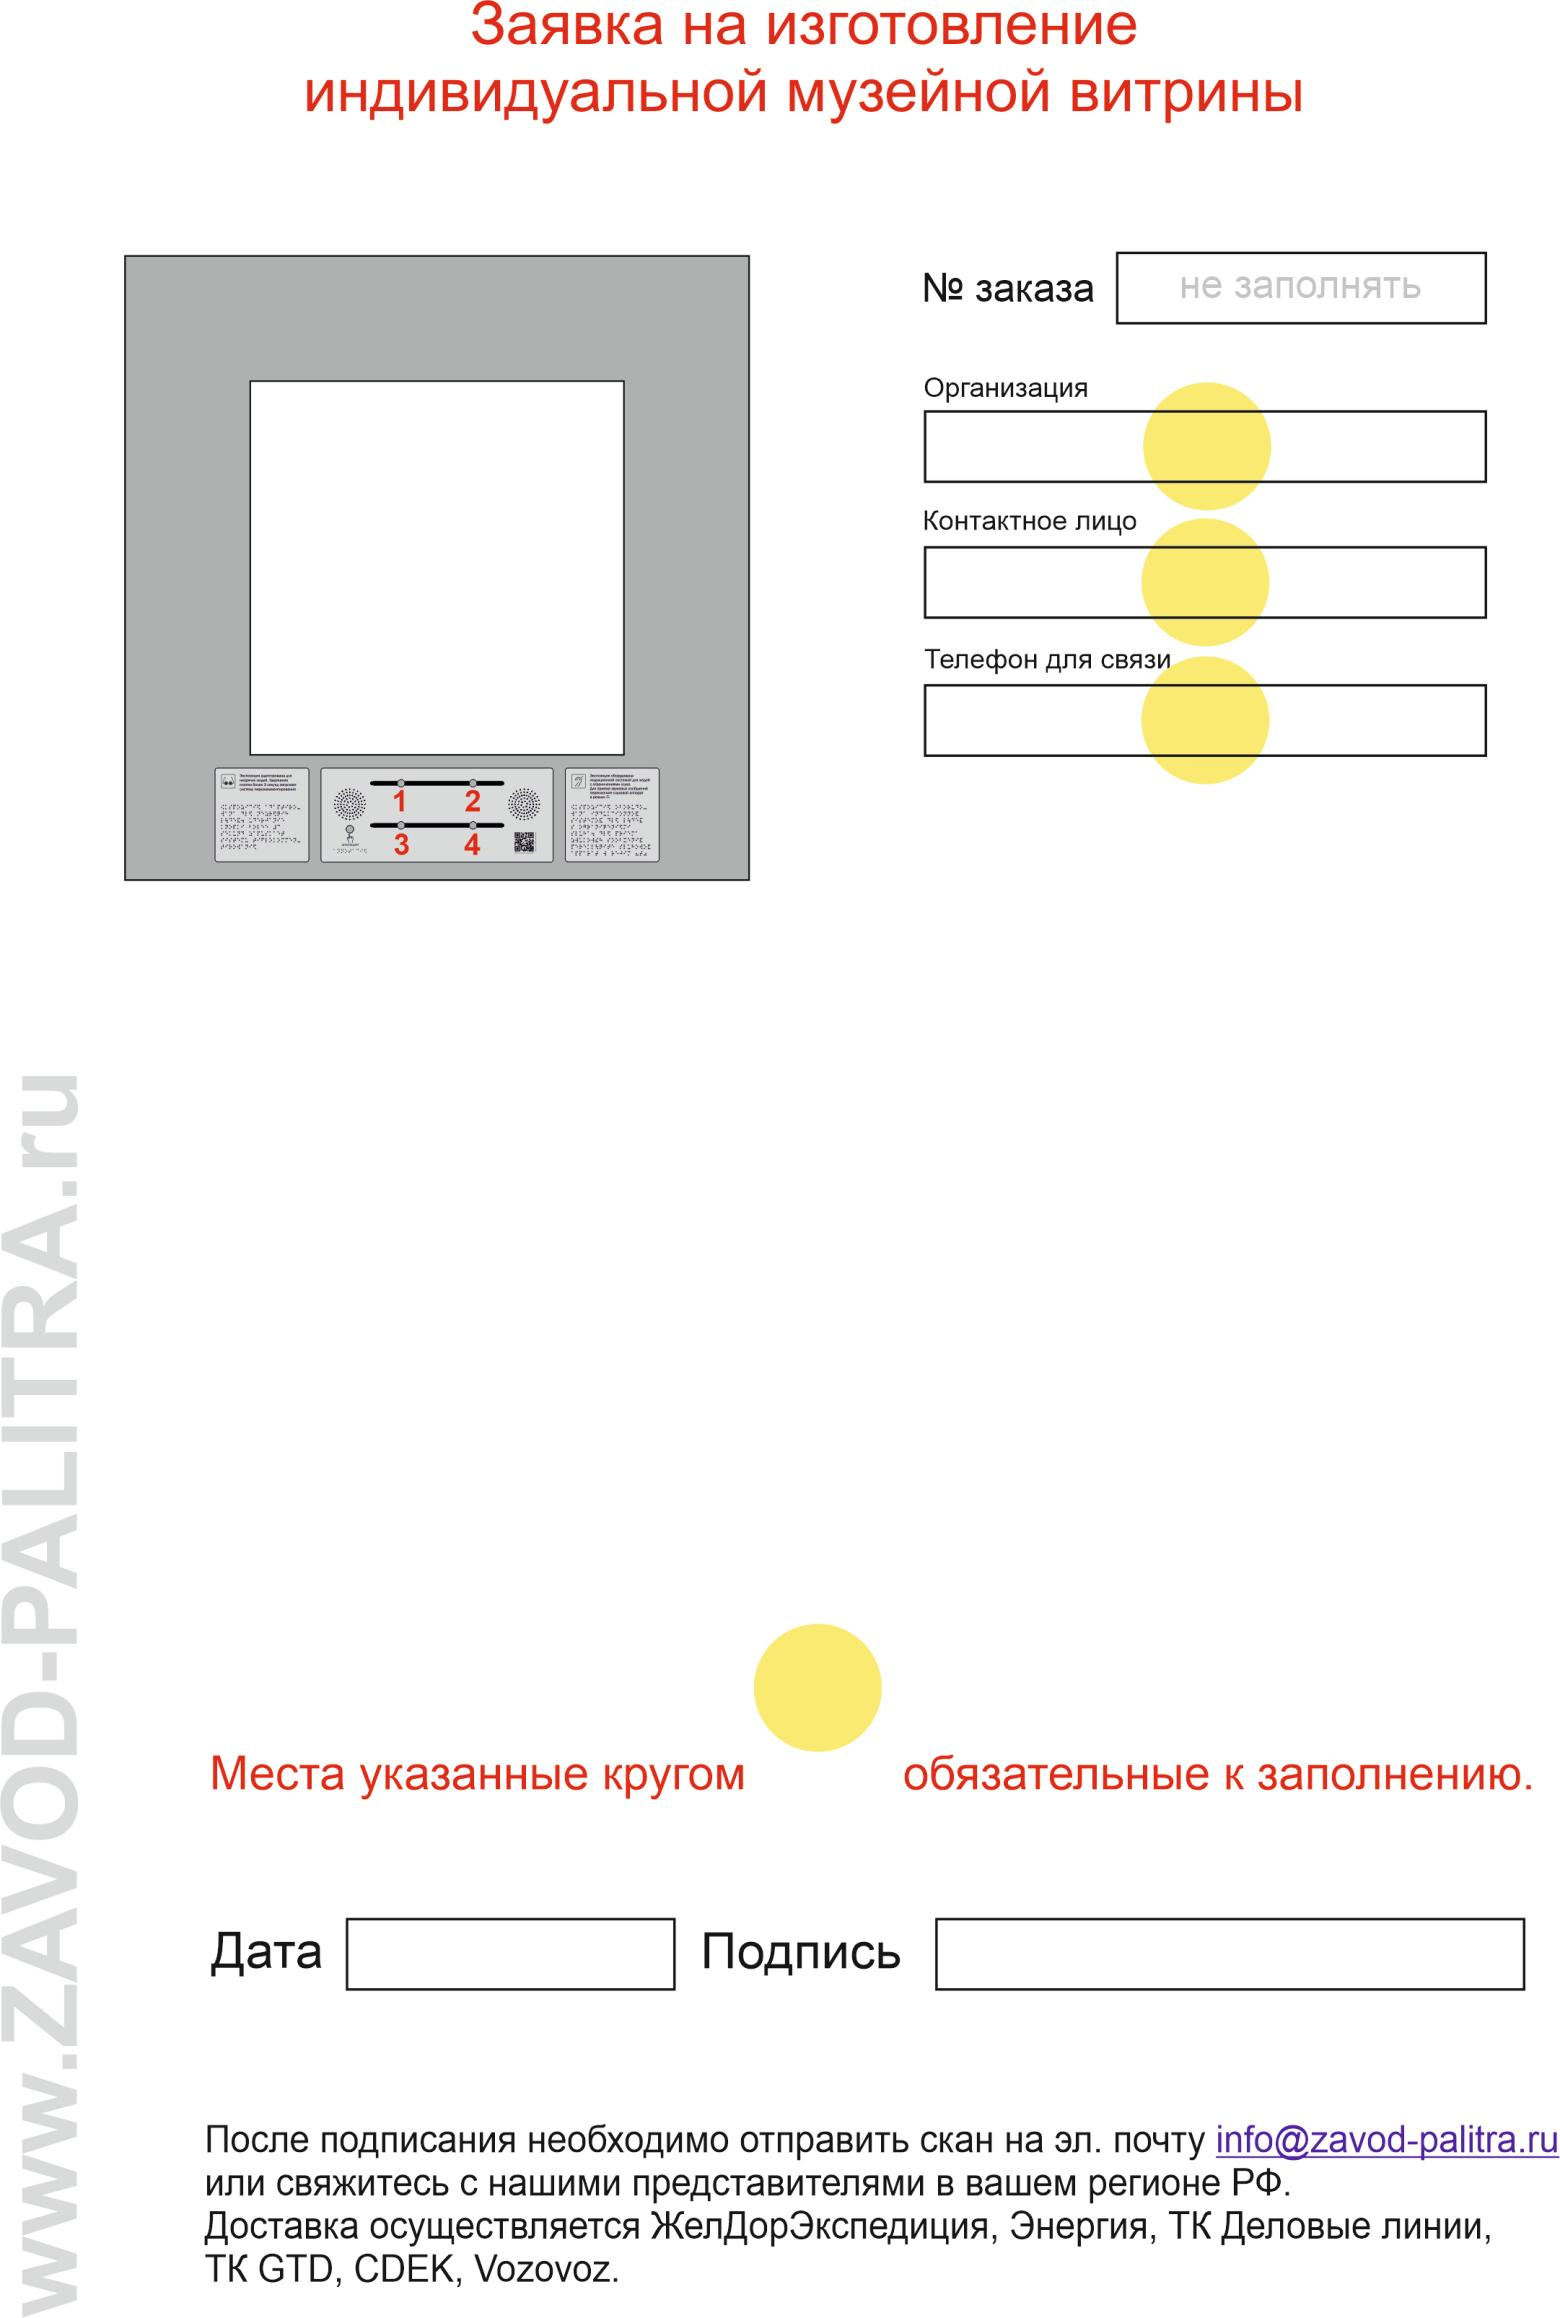 Заявка на изготовление
индивидуальной музейной витрины
№ заказа
не заполнять
Организация
Контактное лицо
Телефон для связи
1 2
3 4
www.ZAVOD-PALITRA.ru
Места указанные кругом обязательные к заполнению.
Дата
Подпись
После подписания необходимо отправить скан на эл. почту info@zavod-palitra.ru
или свяжитесь с нашими представителями в вашем регионе РФ.
Доставка осуществляется ЖелДорЭкспедиция, Энергия, ТК Деловые линии,
ТК GTD, CDEK, Vozovoz.